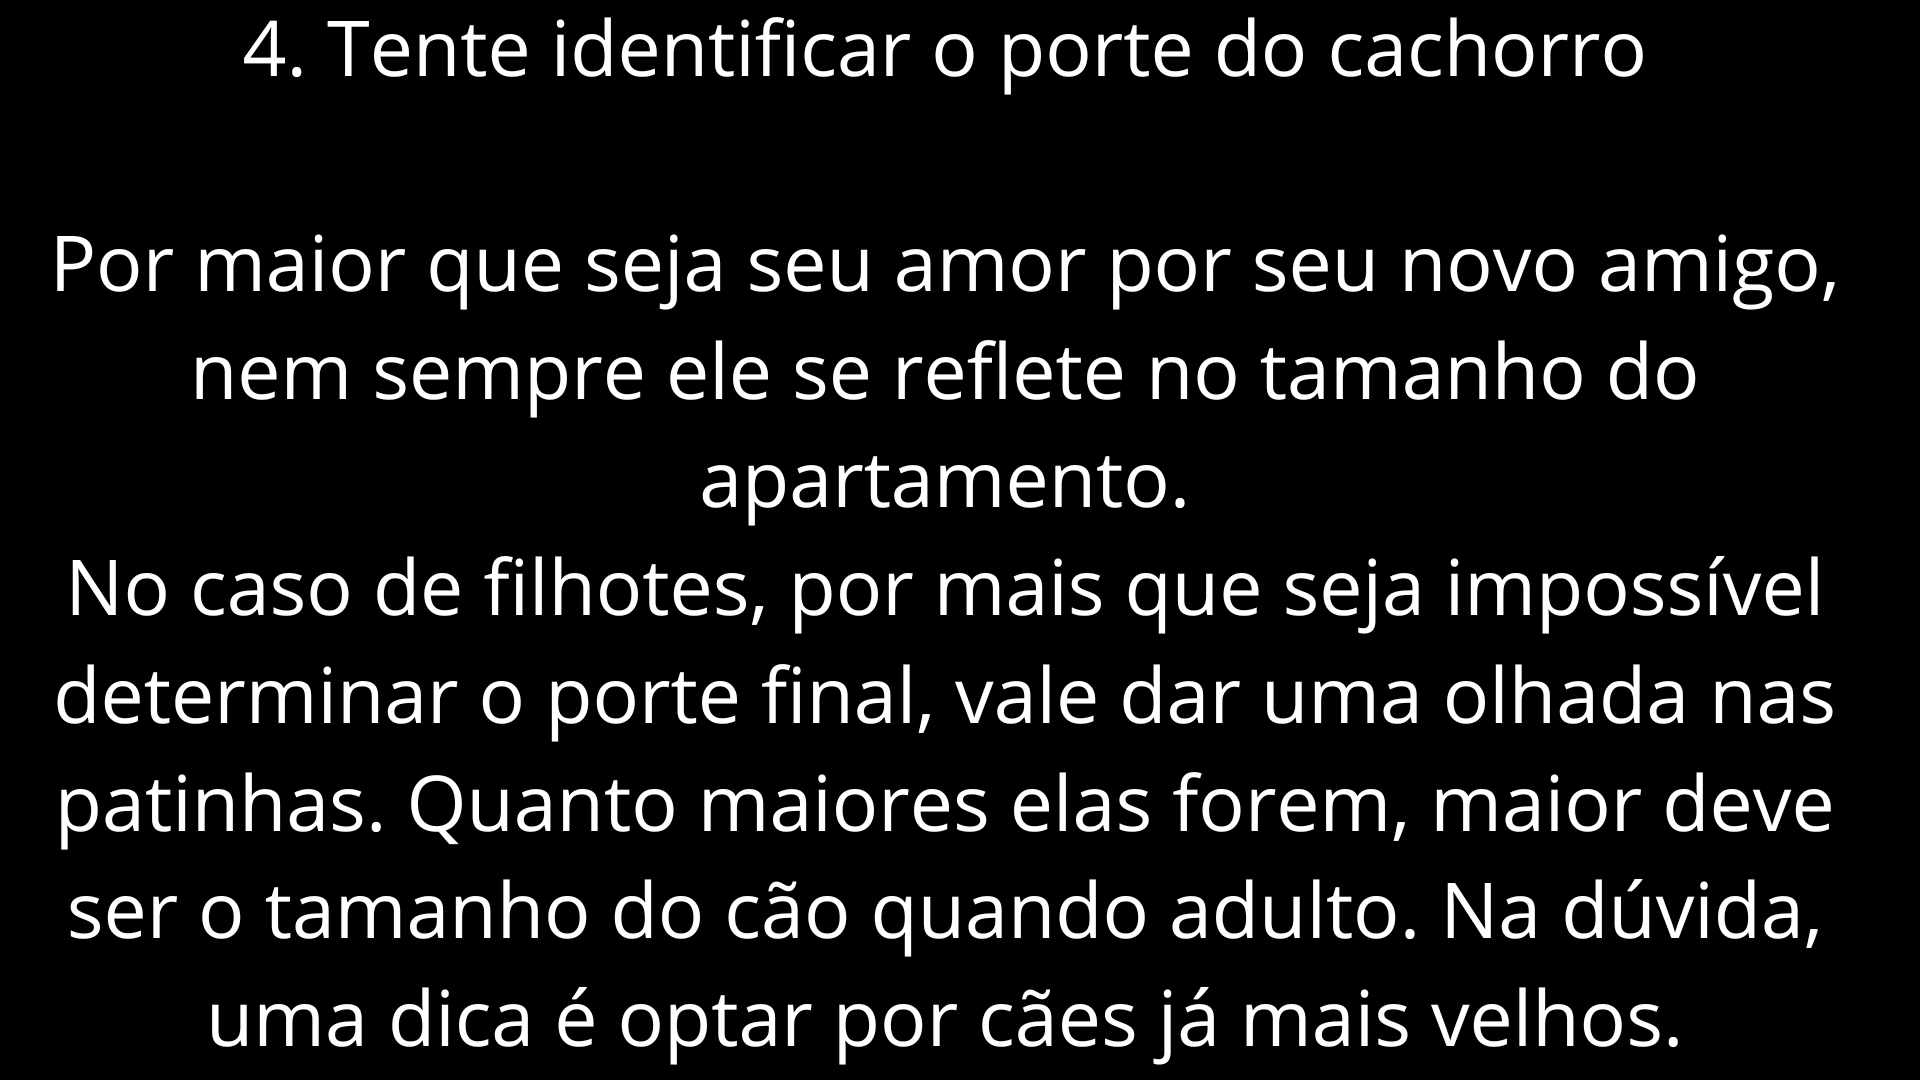 4. Tente identificar o porte do cachorro
Por maior que seja seu amor por seu novo amigo,
nem sempre ele se reflete no tamanho do
apartamento.
No caso de filhotes, por mais que seja impossível
determinar o porte final, vale dar uma olhada nas
patinhas. Quanto maiores elas forem, maior deve
ser o tamanho do cão quando adulto. Na dúvida,
uma dica é optar por cães já mais velhos.